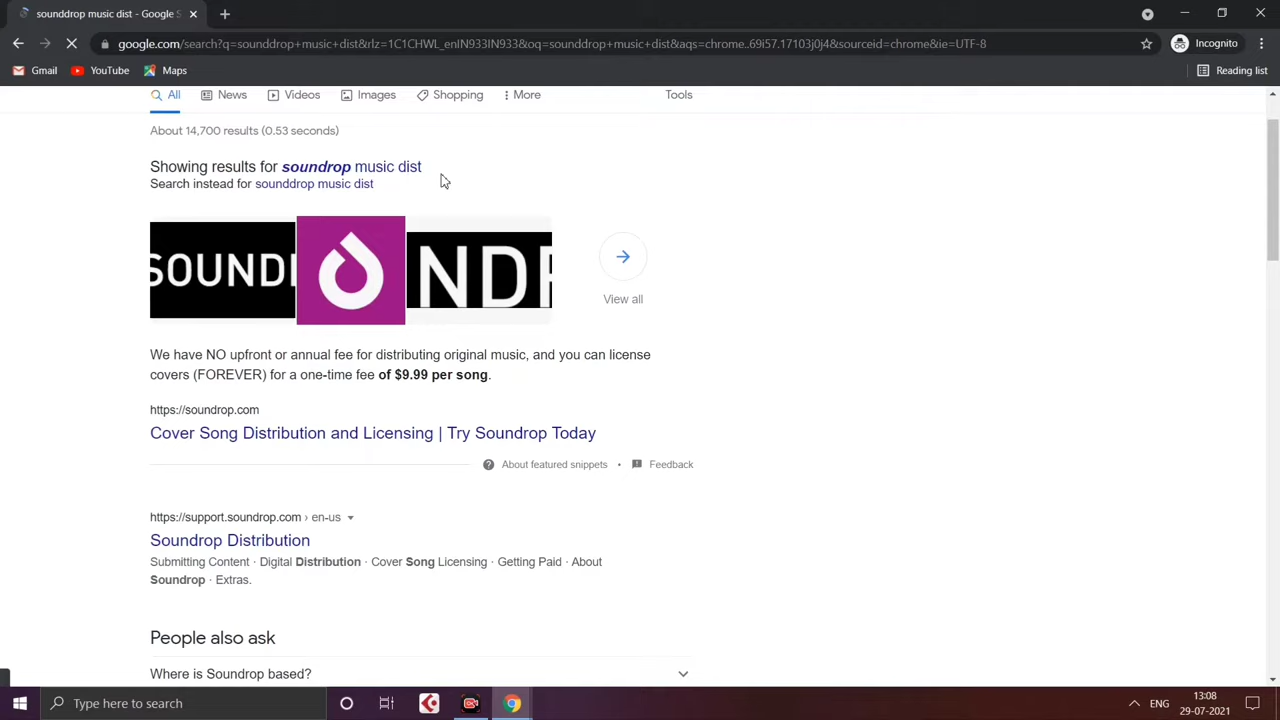 soundrop music dist - Google S
google.com/search?q=sounddrop+music+dist&rlz=1C1CHWL_enIN933IN933&oq=sounddrop+music+dist&aqs=chrome..69i57.17103j0j4&sourceid=chrome&ie=UTF-8
Incognito
Gmail
YouTube
Maps
Reading list
All
News
Videos
Images
Shopping
More
Tools
About 14,700 results (0.53 seconds)
Showing results for soundrop music dist
Search instead for sounddrop music dist
SOUND
NDR
View all
We have NO upfront or annual fee for distributing original music, and you can license
covers (FOREVER) for a one-time fee of $9.99 per song.
https://soundrop.com
Cover Song Distribution and Licensing | Try Soundrop Today
About featured snippets • Feedback
https://support.soundrop.com › en-us
Soundrop Distribution
Submitting Content · Digital Distribution · Cover Song Licensing · Getting Paid · About
Soundrop · Extras.
People also ask
Where is Soundrop based?
Type here to search
ENG
13:08
29-07-2021